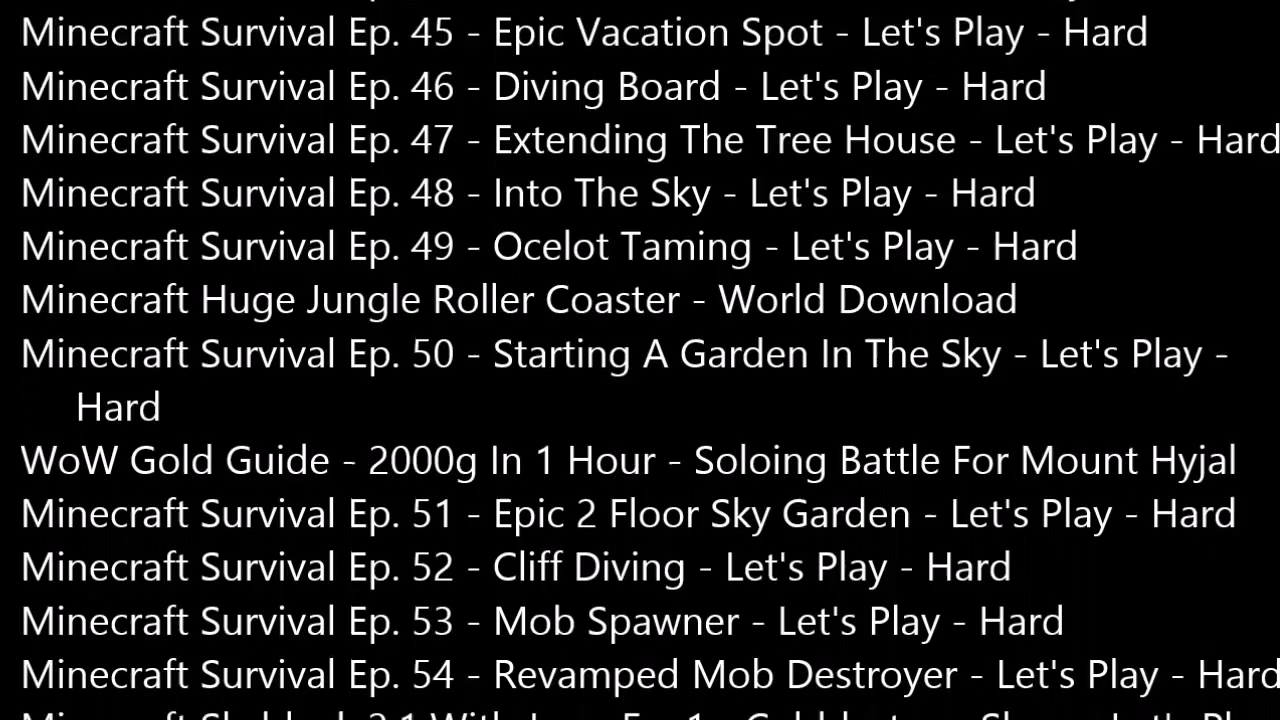 Minecraft Survival Ep. 45 - Epic Vacation Spot - Let's Play - Hard
Minecraft Survival Ep. 46 - Diving Board - Let's Play - Hard
Minecraft Survival Ep. 47 - Extending The Tree House - Let's Play - Hard
Minecraft Survival Ep. 48 - Into The Sky - Let's Play - Hard
Minecraft Survival Ep. 49 - Ocelot Taming - Let's Play - Hard
Minecraft Huge Jungle Roller Coaster - World Download
Minecraft Survival Ep. 50 - Starting A Garden In The Sky - Let's Play -
Hard
WoW Gold Guide - 2000g In 1 Hour - Soloing Battle For Mount Hyjal
Minecraft Survival Ep. 51 - Epic 2 Floor Sky Garden - Let's Play - Hard
Minecraft Survival Ep. 52 - Cliff Diving - Let's Play - Hard
Minecraft Survival Ep. 53 - Mob Spawner - Let's Play - Hard
Minecraft Survival Ep. 54 - Revamped Mob Destroyer - Let's Play - Hard
Minecraft